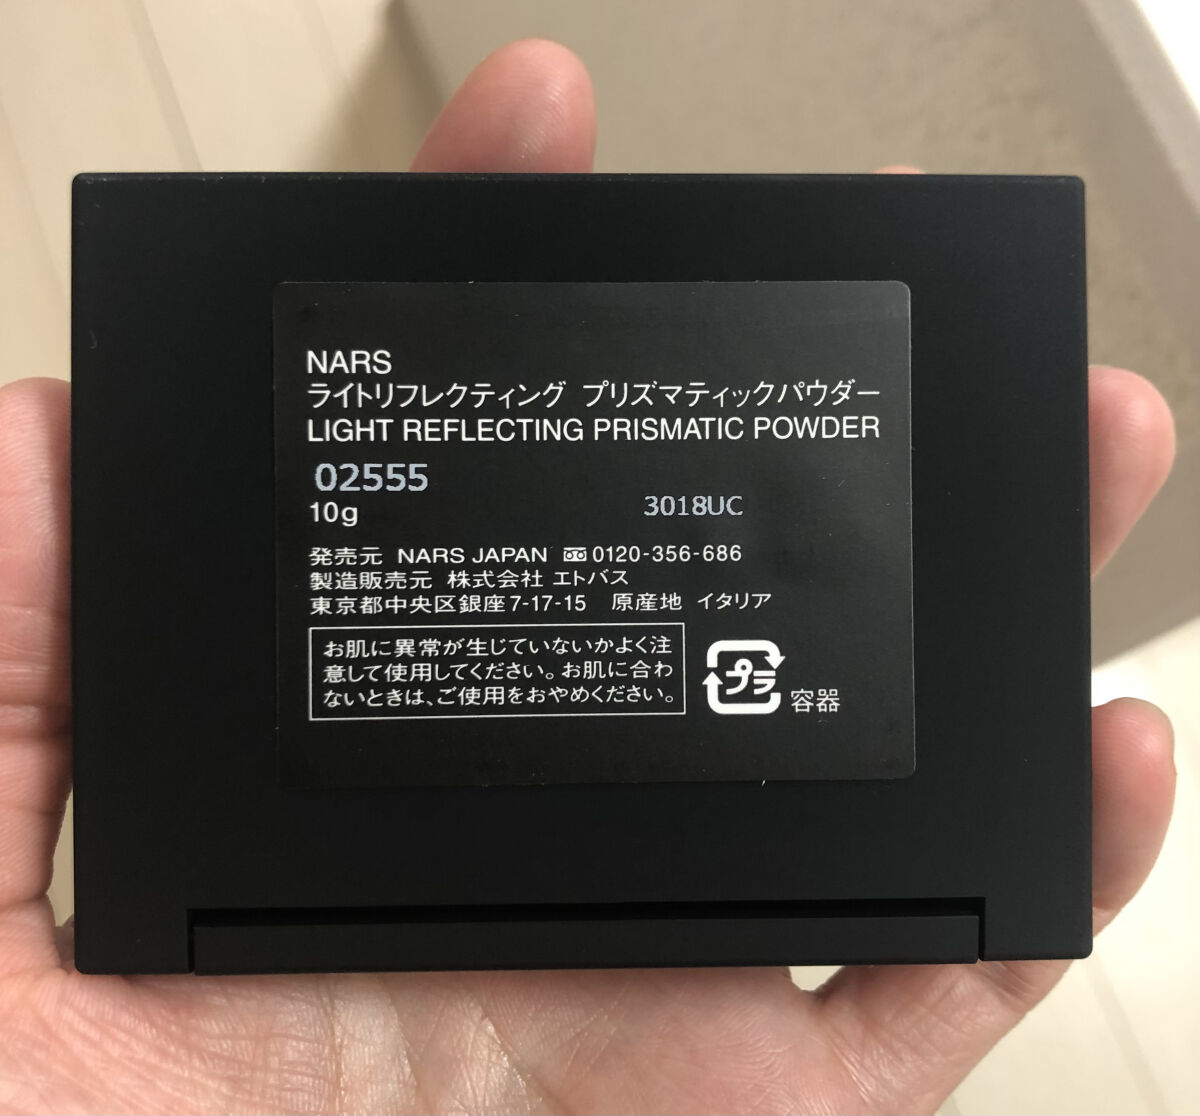 NARS
ライトリフレクティング プリズマティックパウダー
LIGHT REFLECTING PRISMATIC POWDER
02555
10g 3018UC
発売元 NARS JAPAN 0120-356-686
製造販売元 株式会社 エトバス
東京都中央区銀座7-17-15 原産地 イタリア
お肌に異常が生じていないかよく注
意して使用してください。お肌に合わ
ないときは、ご使用をおやめください。
プラ
容器